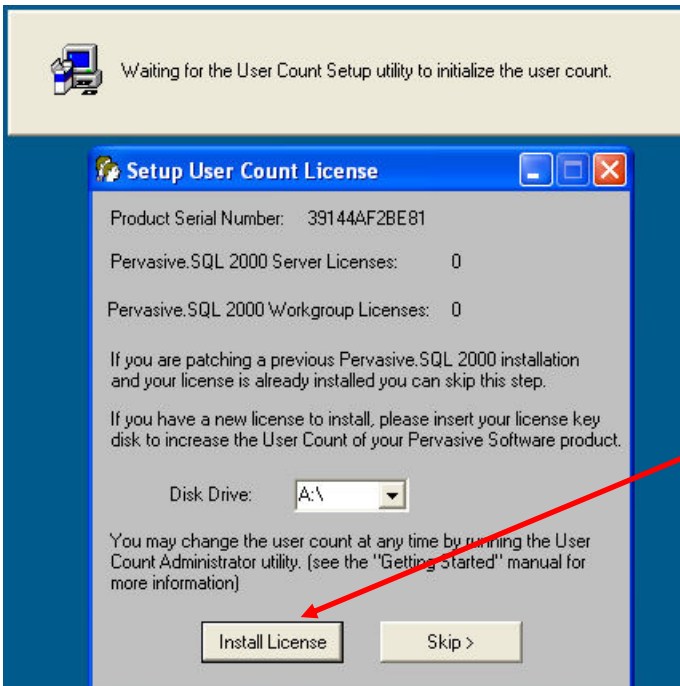 Waiting for the User Count Setup utility to initialize the user count.
Setup User Count License
Product Serial Number: 39144AF2BE81
Pervasive.SQL 2000 Server Licenses: 0
Pervasive.SQL 2000 Workgroup Licenses: 0
If you are patching a previous Pervasive.SQL 2000 installation
and your license is already installed you can skip this step.
If you have a new license to install, please insert your license key
disk to increase the User Count of your Pervasive Software product.
Disk Drive: A:\
You may change the user count at any time by running the User
Count Administrator utility. (see the "Getting Started" manual for
more information)
Install License Skip >